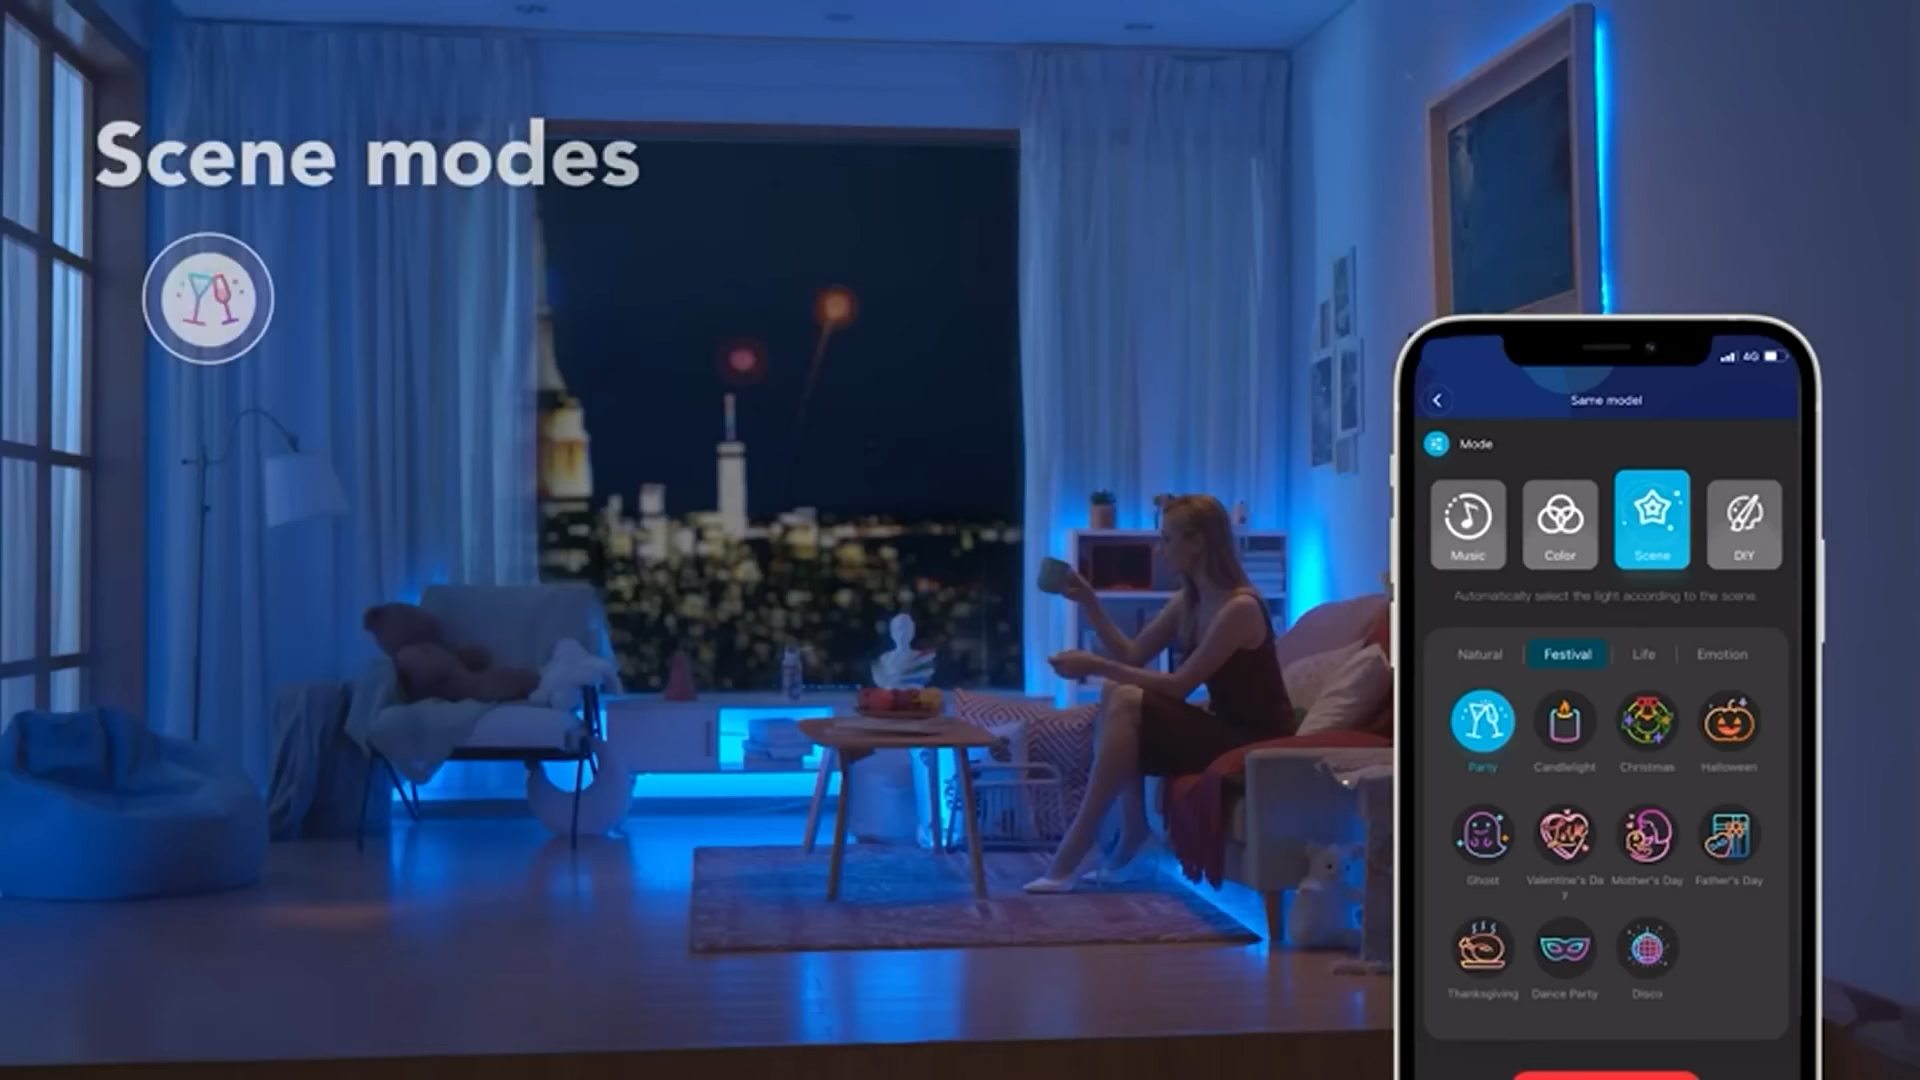 Scene modes
4G
Same model
Mode
Music
Color
Scene
DIY
Automatically select the light according to the scene.
Natural
Festival
Life
Emotion
Party
Candlelight
Christmas
Halloween
Ghost
Valentine's Da
y
Mother's Day
Father's Day
Thanksgiving
Dance Party
Disco